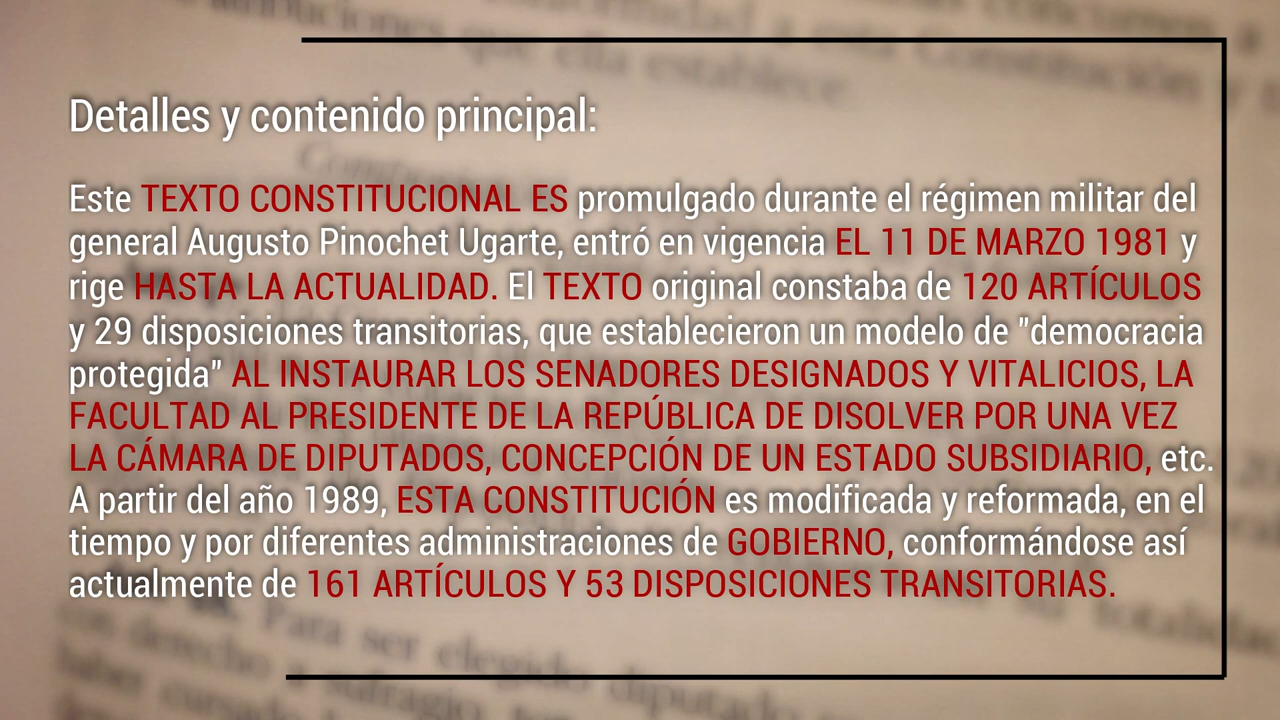 Detalles y contenido principal:
Este TEXTO CONSTITUCIONAL ES promulgado durante el régimen militar del
general Augusto Pinochet Ugarte, entró en vigencia EL 11 DE MARZO 1981 y
rige HASTA LA ACTUALIDAD. El TEXTO original constaba de 120 ARTÍCULOS
y 29 disposiciones transitorias, que establecieron un modelo de "democracia
protegida" AL INSTAURAR LOS SENADORES DESIGNADOS Y VITALICIOS, LA
FACULTAD AL PRESIDENTE DE LA REPÚBLICA DE DISOLVER POR UNA VEZ
LA CÁMARA DE DIPUTADOS, CONCEPCIÓN DE UN ESTADO SUBSIDIARIO, etc.
A partir del año 1989, ESTA CONSTITUCIÓN es modificada y reformada, en el
tiempo y por diferentes administraciones de GOBIERNO, conformándose así
actualmente de 161 ARTÍCULOS Y 53 DISPOSICIONES TRANSITORIAS.
Para ser elegido diputado